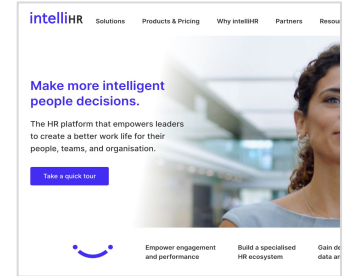 intelliHR
Solutions Products & Pricing Why intelliHR Partners
Make more intelligent
people decisions.
The HR platform that empowers leaders
to create a better work life for their
people, teams, and organisation.
Take a quick tour
Empower engagement
and performance
Build a specialised
HR ecosystem
Gain
data